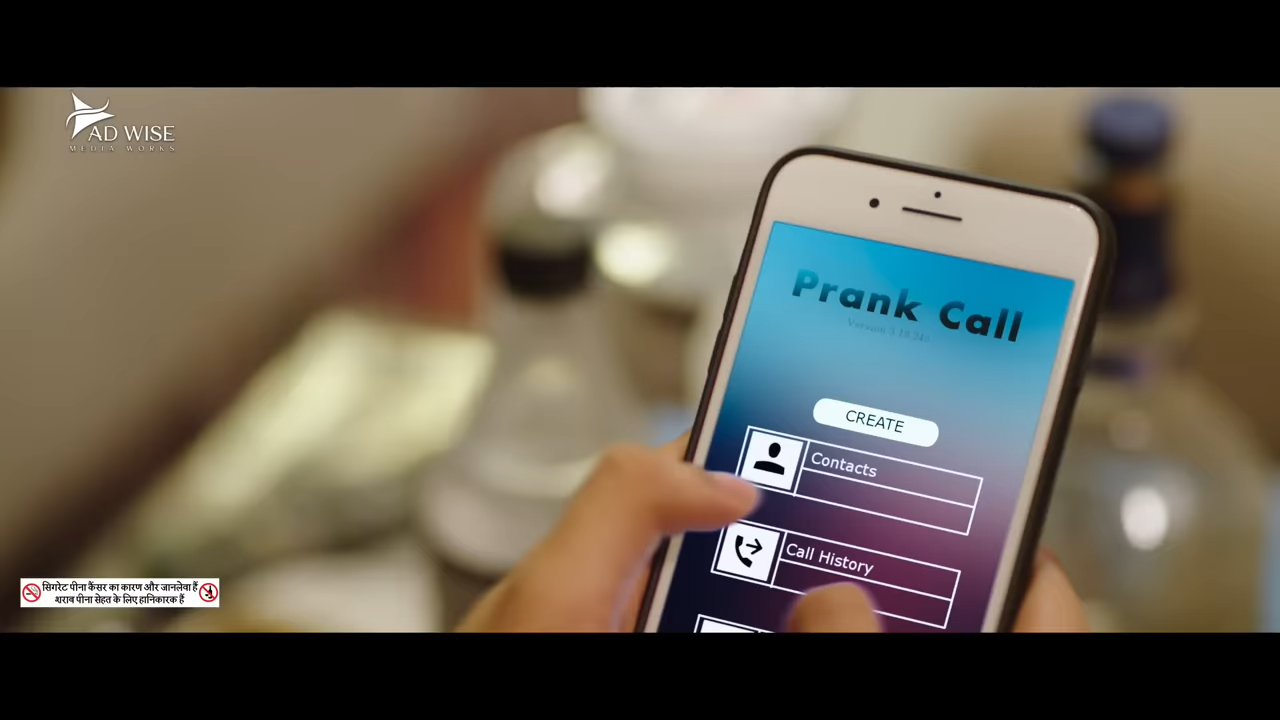 AD WISE
MEDIA WORKS
Prank Call
CREATE
Contacts
Call History
सिगरेट पीना कैंसर का कारण और जानलेवा हैं
शराब पीना सेहत के लिए हानिकारक हैं